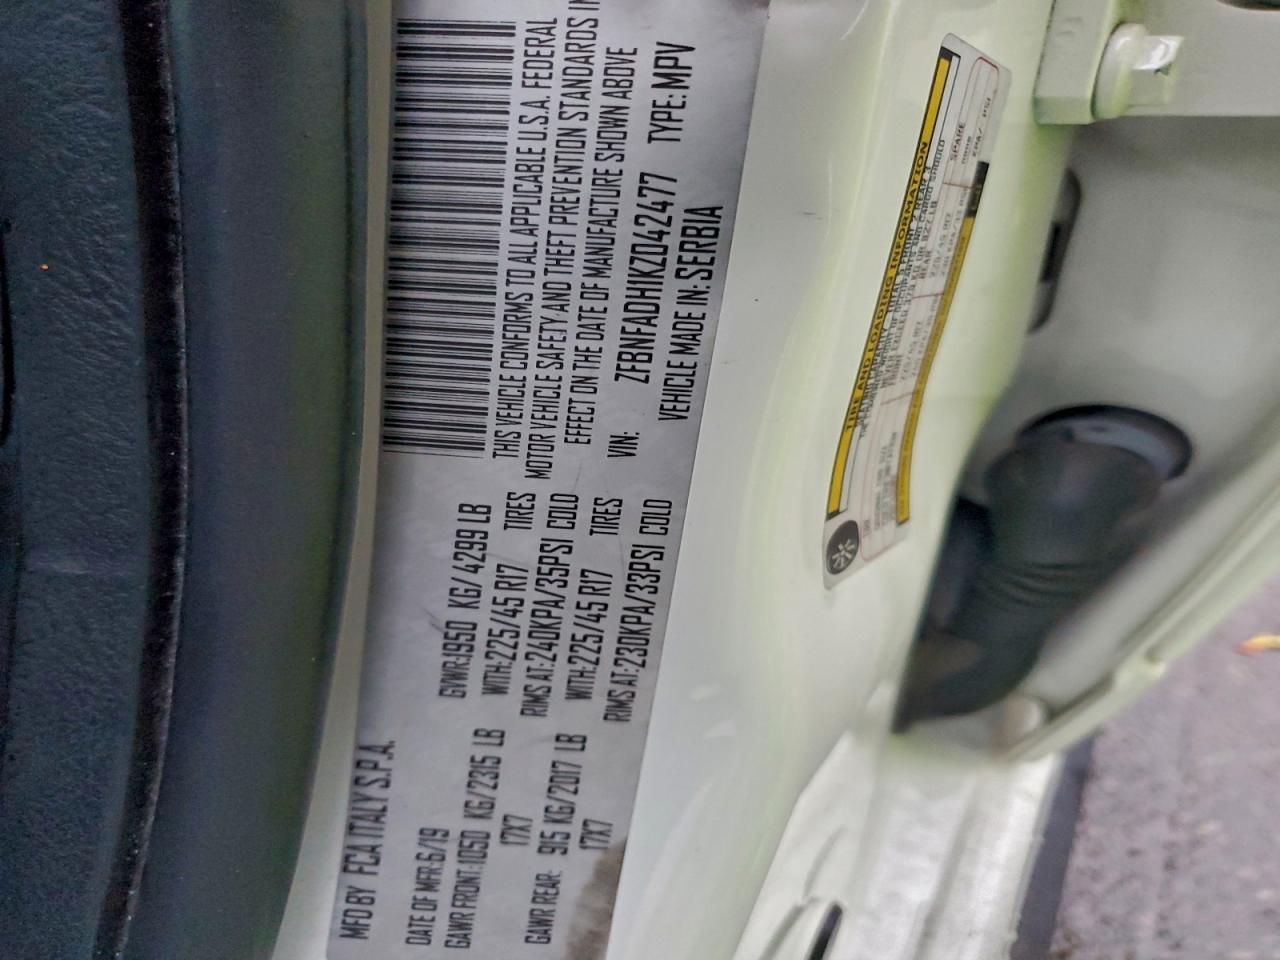 MFD BY FCA ITALY S.P.A.
DATE OF MFR:6/19 GVWR:1950 KG/ 4299 LB
GAWR FRONT:1050 KG/2315 LB WITH:225/45 R17 TIRES
17X7 RIMS AT:240KPA/35PSI COLD
GAWR REAR: 915 KG/2017 LB WITH:225/45 R17 TIRES
17X7 RIMS AT:230KPA/33PSI COLD
THIS VEHICLE CONFORMS TO ALL APPLICABLE U.S.A. FEDERAL
MOTOR VEHICLE SAFETY AND THEFT PREVENTION STANDARDS IN
EFFECT ON THE DATE OF MANUFACTURE SHOWN ABOVE
VIN: ZFBNFADH1KZ042477 TYPE: MPV
VEHICLE MADE IN: SERBIA
TIRE AND LOADING INFORMATION
SPARE
KPA/ PSI